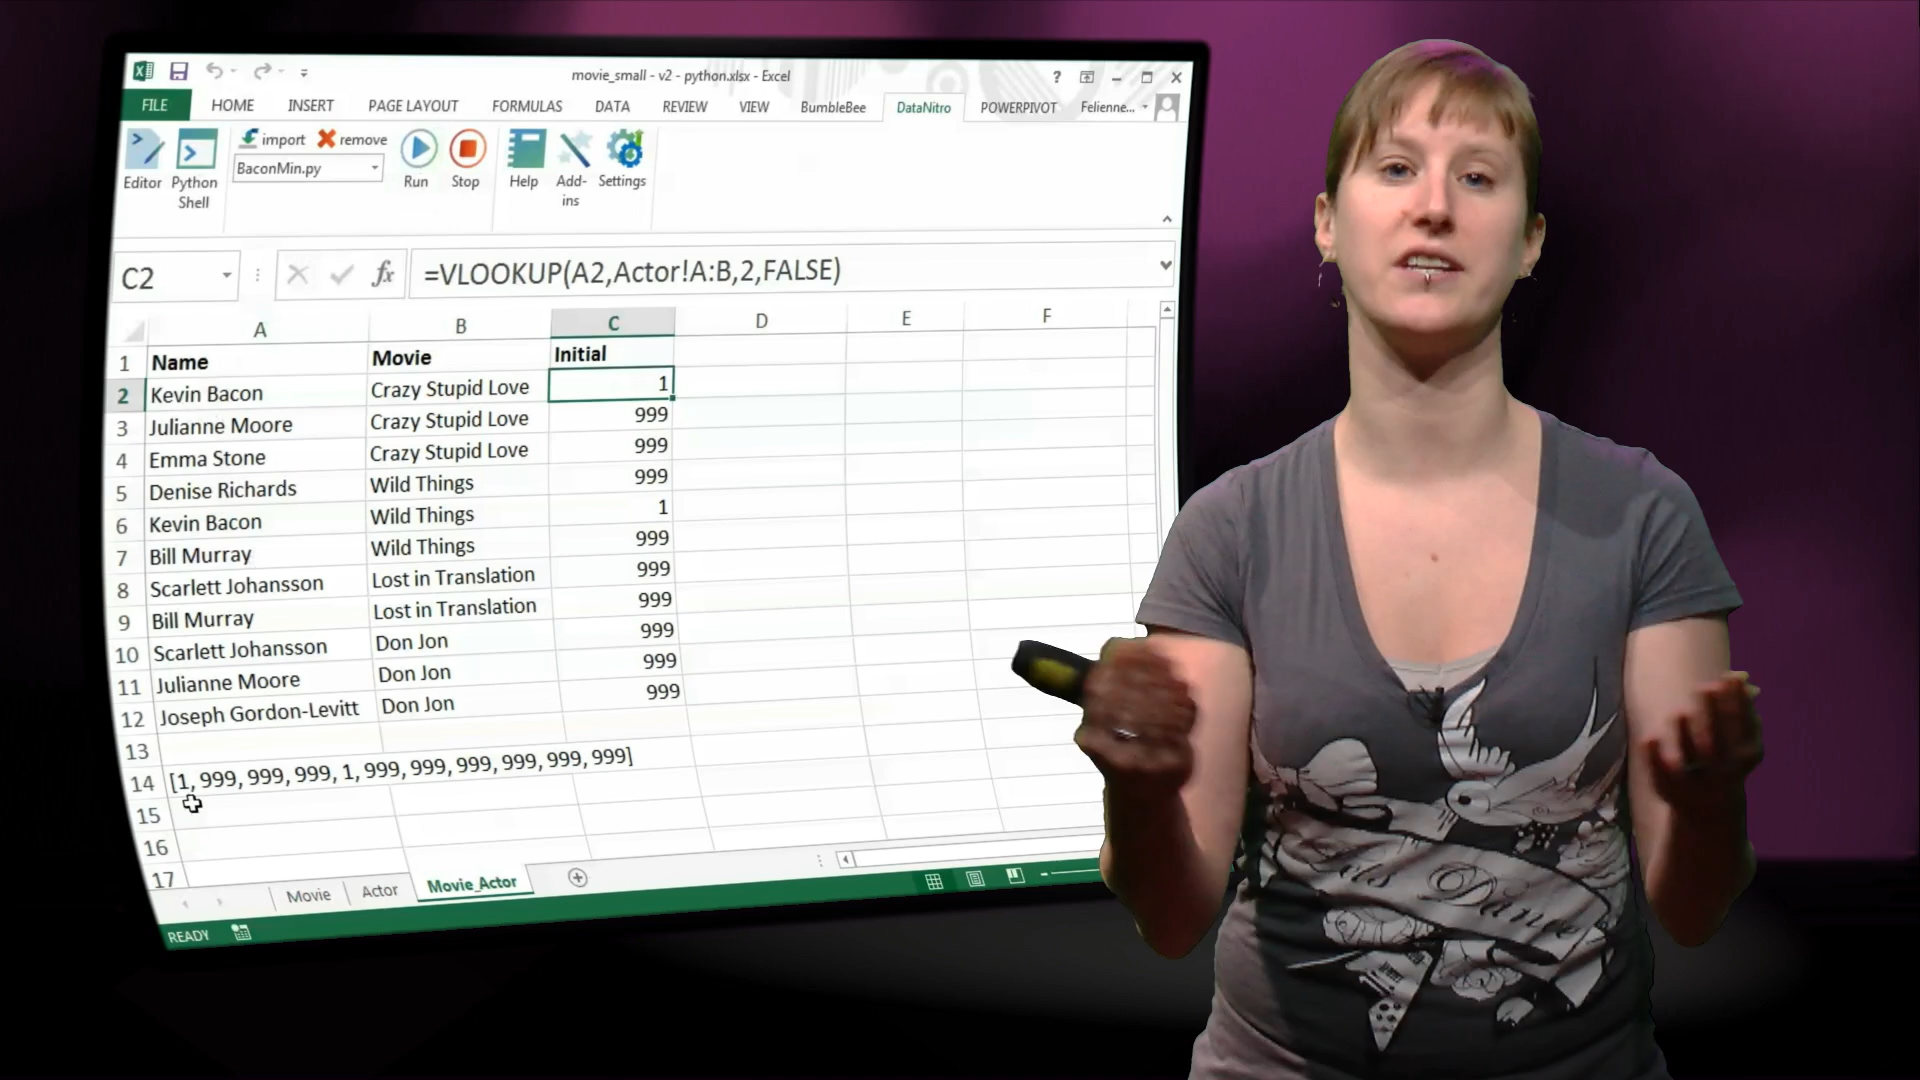 movie_small - v2 - python.xlsx - Excel
?
FILE HOME INSERT PAGE LAYOUT FORMULAS DATA REVIEW VIEW BumbleBee DataNitro POWERPIVOT Felienne...
Editor Python Shell import remove Run Stop Help Add-ins Settings
BaconMin.py
C2 fx =VLOOKUP(A2,Actor!A:B,2,FALSE)
A B C D E F
1 Name Movie Initial
2 Kevin Bacon Crazy Stupid Love 1
3 Julianne Moore Crazy Stupid Love 999
4 Emma Stone Crazy Stupid Love 999
5 Denise Richards Wild Things 999
6 Kevin Bacon Wild Things 1
7 Bill Murray Wild Things 999
8 Scarlett Johansson Lost in Translation 999
9 Bill Murray Lost in Translation 999
10 Scarlett Johansson Don Jon 999
11 Julianne Moore Don Jon 999
12 Joseph Gordon-Levitt Don Jon 999
13
14 [1, 999, 999, 999, 1, 999, 999, 999, 999, 999, 999]
15
16
17
Movie Actor Movie_Actor
READY